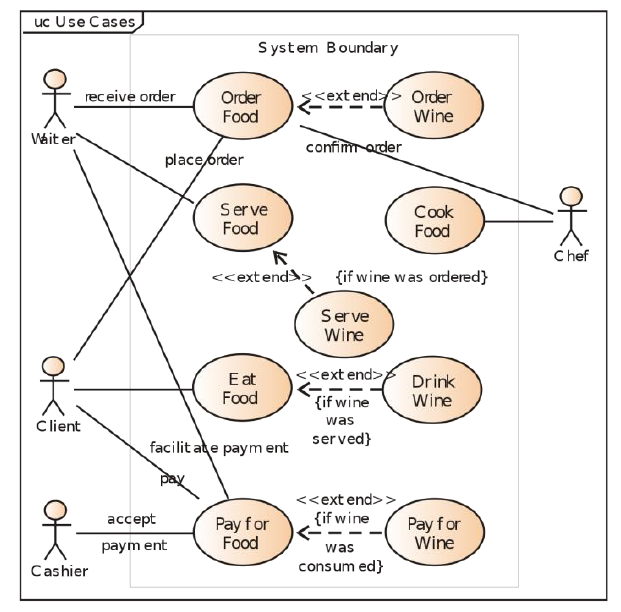 uc Use Cases
System Boundary
receive order
Order
Food
<<extend>>
Order
Wine
Waiter
place order
confirm order
Serve
Food
Cook
Food
Chef
<<extend>>
{if wine was ordered}
Serve
Wine
Eat
Food
<<extend>>
{if wine
was
served}
Drink
Wine
Client
facilitate payment
pay
accept
payment
Pay for
Food
<<extend>>
{if wine
was
consumed}
Pay for
Wine
Cashier